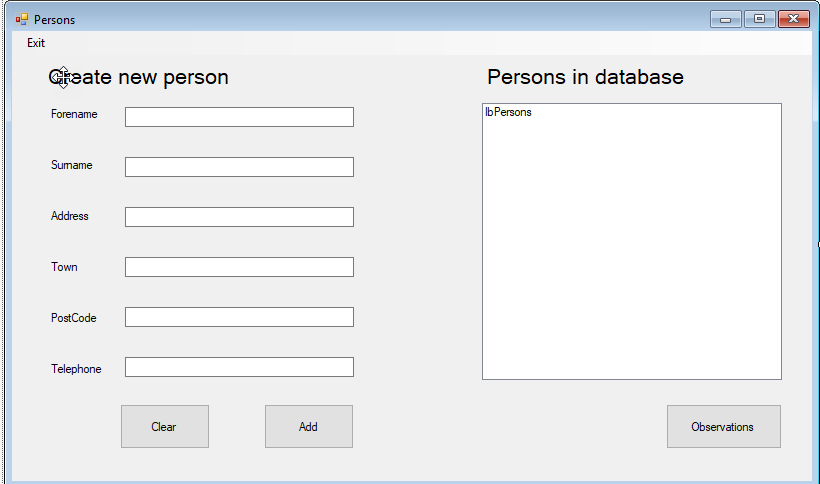 Persons
Exit
Create new person
Forename
Surname
Address
Town
PostCode
Telephone
Clear
Add
Persons in database
lbPersons
Observations